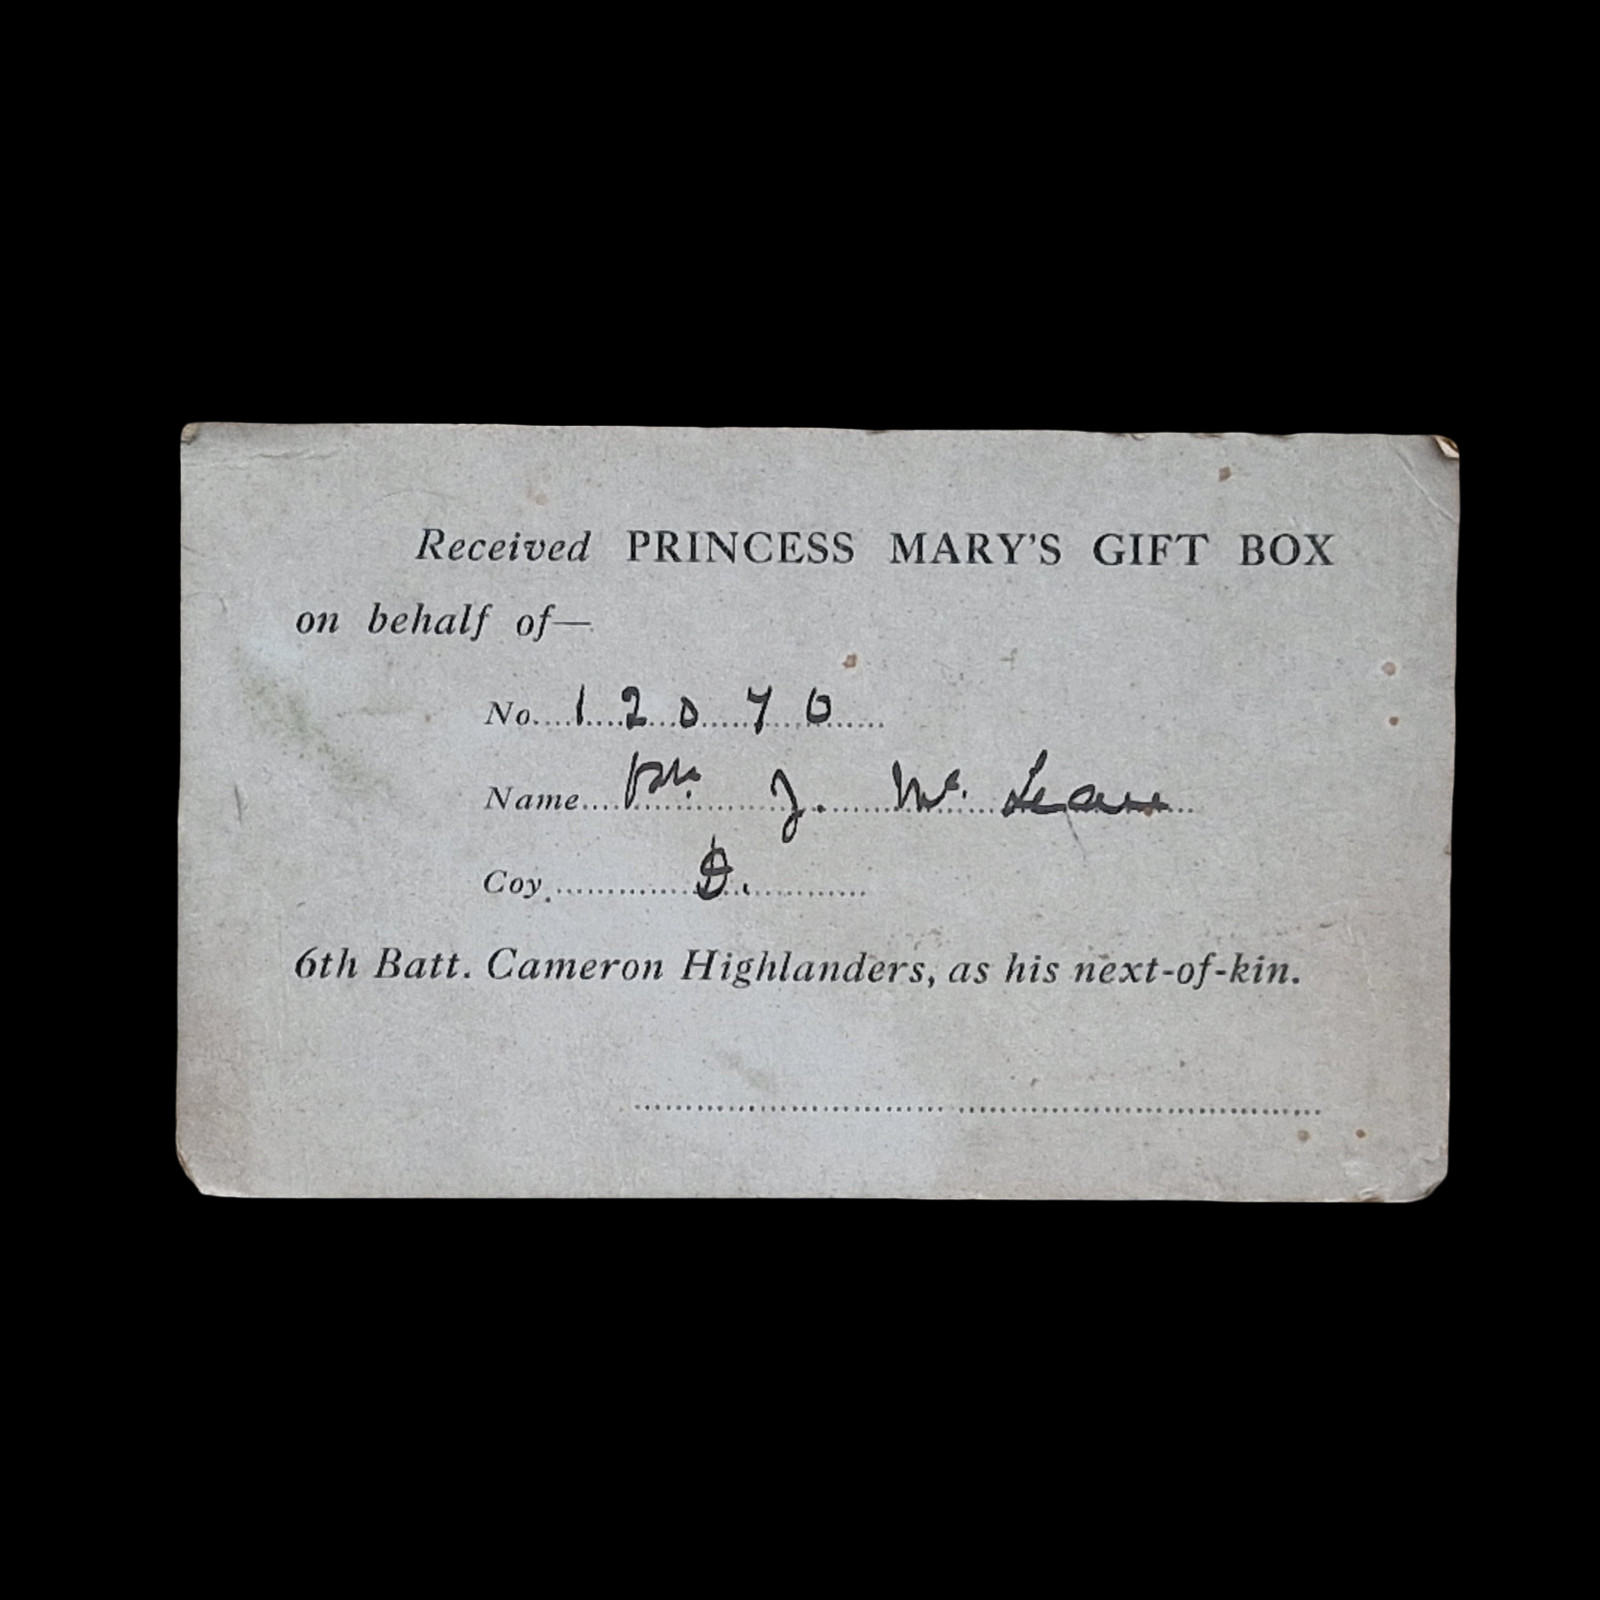 Received PRINCESS MARY'S GIFT BOX
on behalf of—
No. 12070
Name Pte. J. Mc. Lean
Coy. D.
6th Batt. Cameron Highlanders, as his next-of-kin.